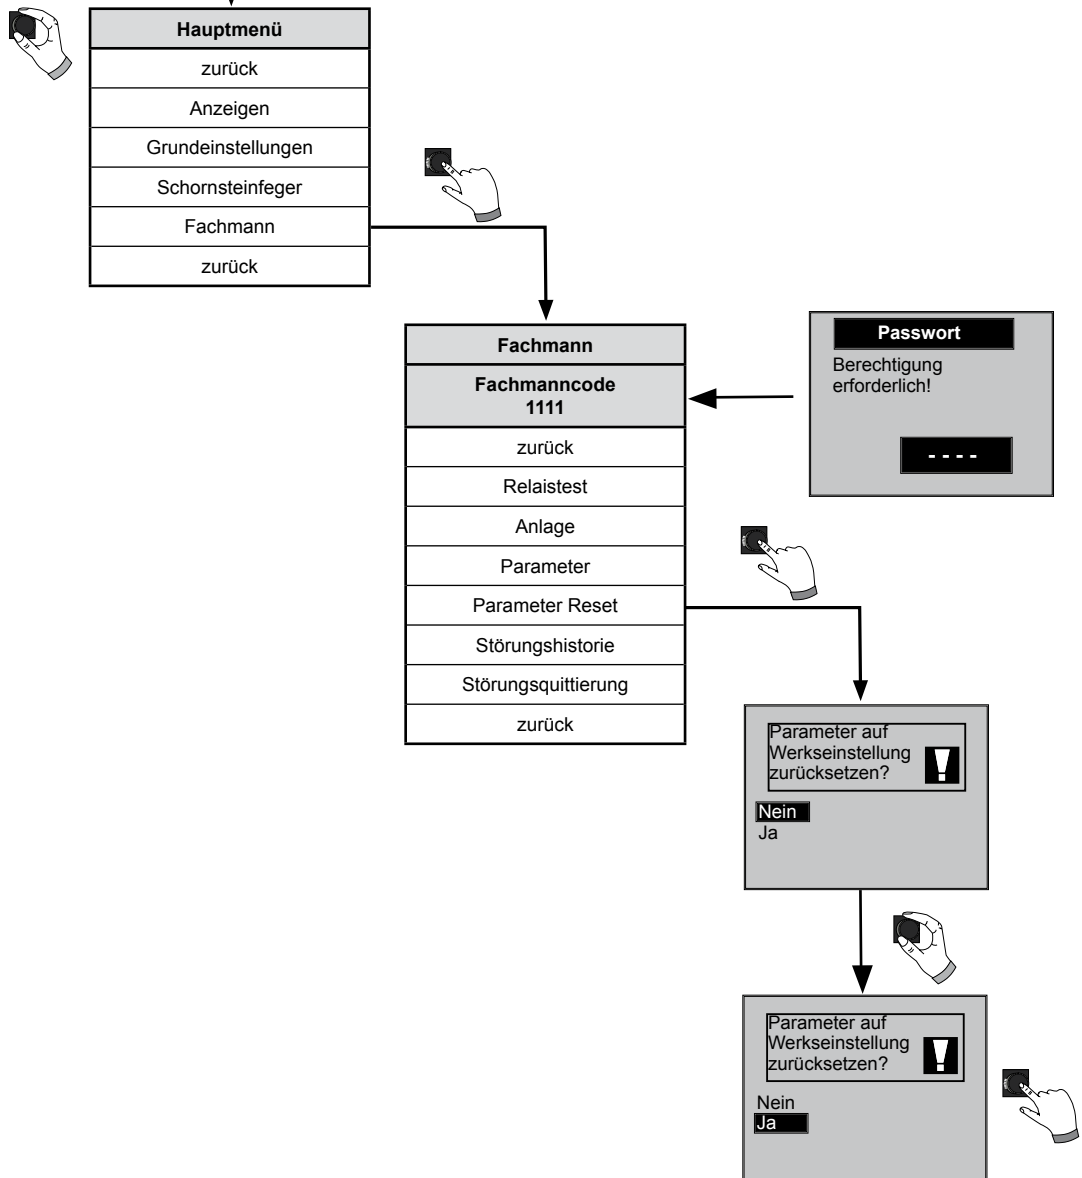 Hauptmenü
zurück
Anzeigen
Grundeinstellungen
Schornsteinfeger
Fachmann
zurück
Fachmann
Fachmanncode
1111
zurück
Relaistest
Anlage
Parameter
Parameter Reset
Störungshistorie
Störungsquittierung
zurück
Passwort
Berechtigung
erforderlich!
- - - -
Parameter auf
Werkseinstellung
zurücksetzen?
!
Nein
Ja
Parameter auf
Werkseinstellung
zurücksetzen?
!
Nein
Ja